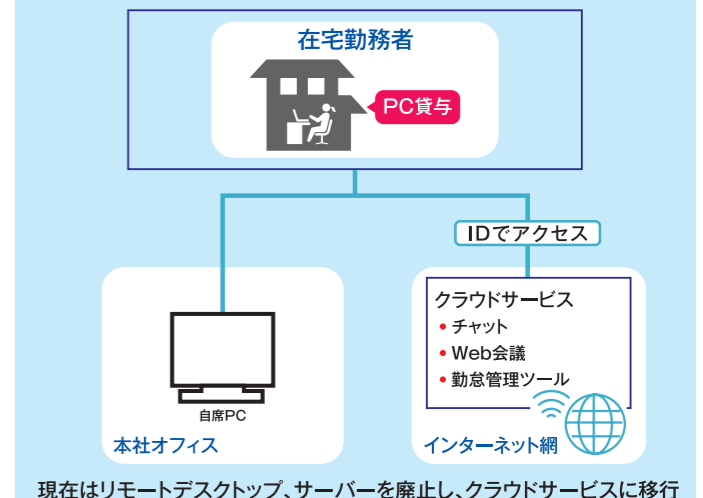 在宅勤務者
PC貸与
IDでアクセス
クラウドサービス
• チャット
• Web会議
• 勤怠管理ツール
自席PC
本社オフィス
インターネット網
現在はリモートデスクトップ、サーバーを廃止し、クラウドサービスに移行